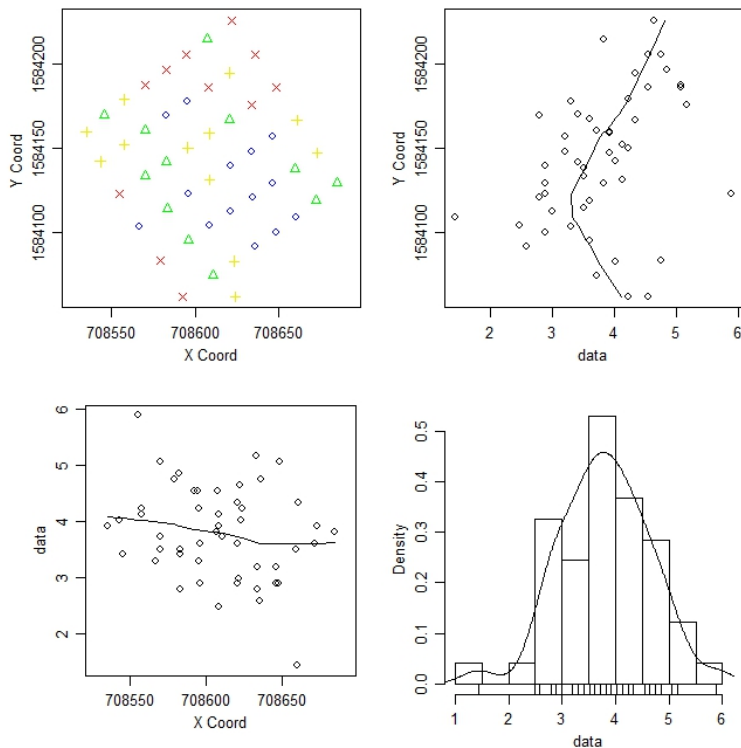 Y Coord
1584100 1584150 1584200
708550 708600 708650
X Coord
Y Coord
1584100 1584150 1584200
2 3 4 5 6
data
data
2 3 4 5 6
708550 708600 708650
X Coord
Density
0.0 0.1 0.2 0.3 0.4 0.5
1 2 3 4 5 6
data